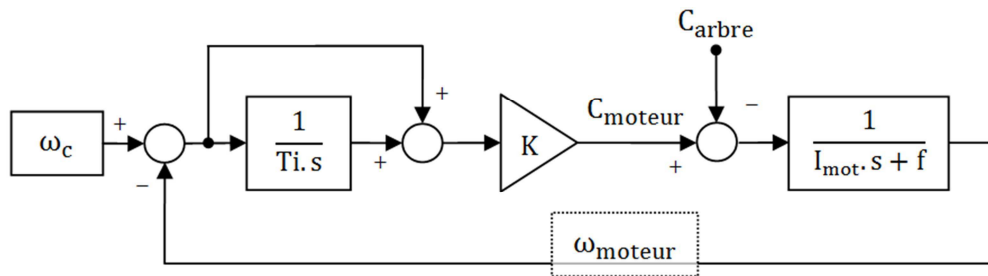 C_arbre
+
+
ω_c
−
1
Ti. s
+
+
K
C_moteur
+
−
1
I_mot. s + f
ω_moteur